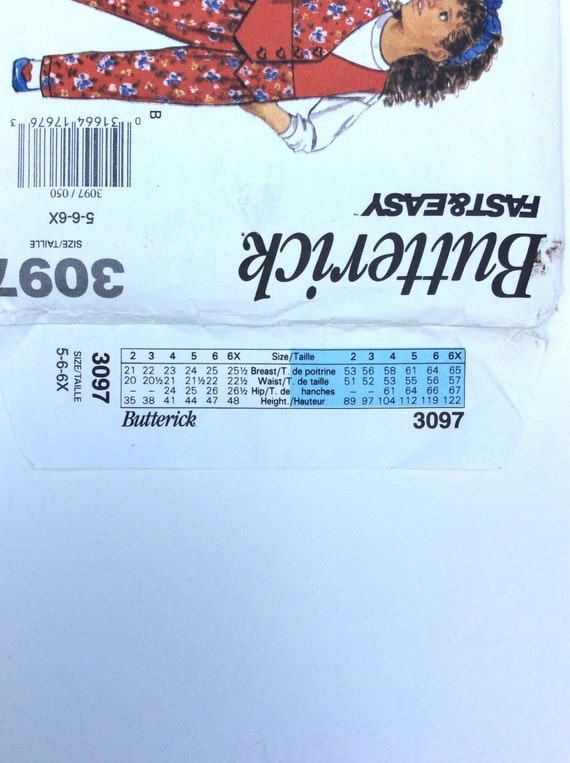 B
0 31664 17676 3
3097 / 050
FAST&EASY™
5-6-6X
Butterick®
SIZE/TAILLE
3097
3097
SIZE/TAILLE
5-6-6X
2 3 4 5 6 6X Size/Taille 2 3 4 5 6 6X
21 22 23 24 25 25½ Breast/T. de poitrine 53 56 58 61 64 65
20 20½ 21 21½ 22 22½ Waist/T. de taille 51 52 53 55 56 57
– – 24 25 26 26½ Hip/T. de hanches – – 61 64 66 67
35 38 41 44 47 48 Height./Hauteur 89 97 104 112 119 122
Butterick 3097